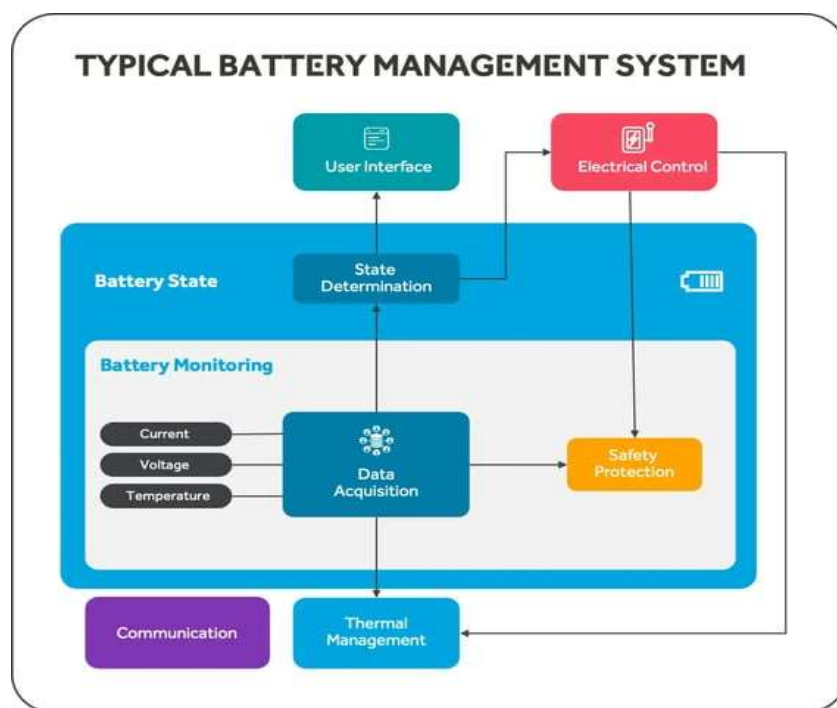 TYPICAL BATTERY MANAGEMENT SYSTEM
User Interface
Electrical Control
Battery State
State
Determination
Battery Monitoring
Current
Voltage
Temperature
Data
Acquisition
Safety
Protection
Communication
Thermal
Management